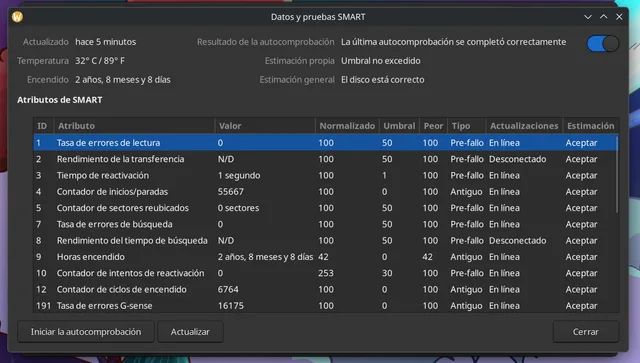 Datos y pruebas SMART
Actualizado hace 5 minutos Resultado de la autocomprobación La última autocomprobación se completó correctamente
Temperatura 32° C / 89° F Estimación propia Umbral no excedido
Encendido 2 años, 8 meses y 8 días Estimación general El disco está correcto
Atributos de SMART
ID Atributo Valor Normalizado Umbral Peor Tipo Actualizaciones Estimación
1 Tasa de errores de lectura 0 100 50 100 Pre-fallo En línea Aceptar
2 Rendimiento de la transferencia N/D 100 50 100 Pre-fallo Desconectado Aceptar
3 Tiempo de reactivación 1 segundo 100 1 100 Pre-fallo En línea Aceptar
4 Contador de inicios/paradas 55667 100 0 100 Antiguo En línea Aceptar
5 Contador de sectores reubicados 0 sectores 100 50 100 Pre-fallo En línea Aceptar
7 Tasa de errores de búsqueda 0 100 50 100 Pre-fallo En línea Aceptar
8 Rendimiento del tiempo de búsqueda N/D 100 50 100 Pre-fallo Desconectado Aceptar
9 Horas encendido 2 años, 8 meses y 8 días 42 0 42 Antiguo En línea Aceptar
10 Contador de intentos de reactivación 0 253 30 100 Pre-fallo En línea Aceptar
12 Contador de ciclos de encendido 6764 100 0 100 Antiguo En línea Aceptar
191 Tasa de errores G-sense 16175 100 0 100 Antiguo En línea Aceptar
Iniciar la autocomprobación Actualizar Cerrar